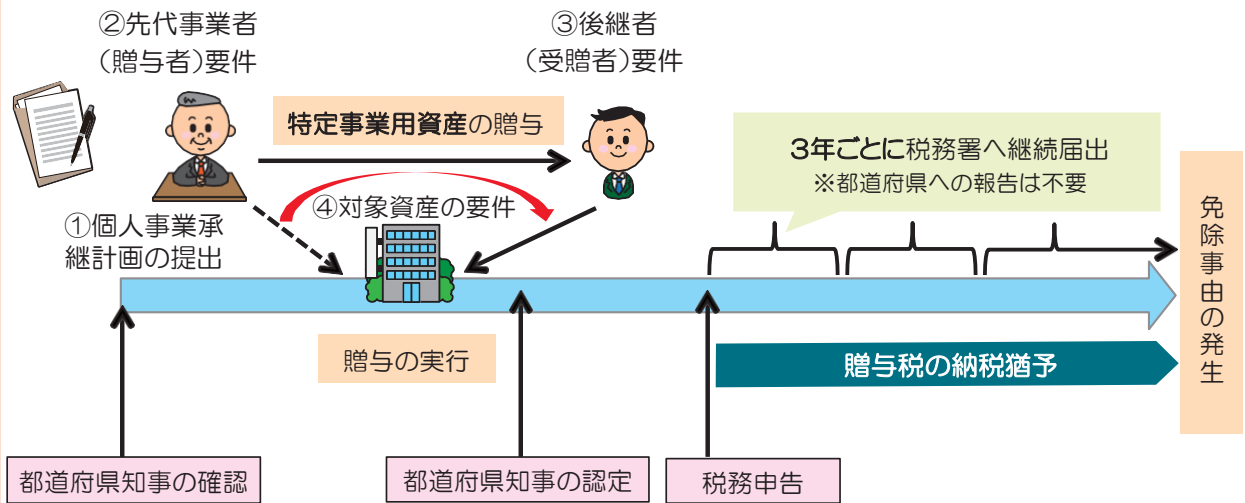 ②先代事業者
(贈与者)要件
③後継者
(受贈者)要件
特定事業用資産の贈与
3年ごとに税務署へ継続届出
※都道府県への報告は不要
①個人事業承
継計画の提出
④対象資産の要件
免除事由の発生
贈与の実行
贈与税の納税猶予
都道府県知事の確認
都道府県知事の認定
税務申告